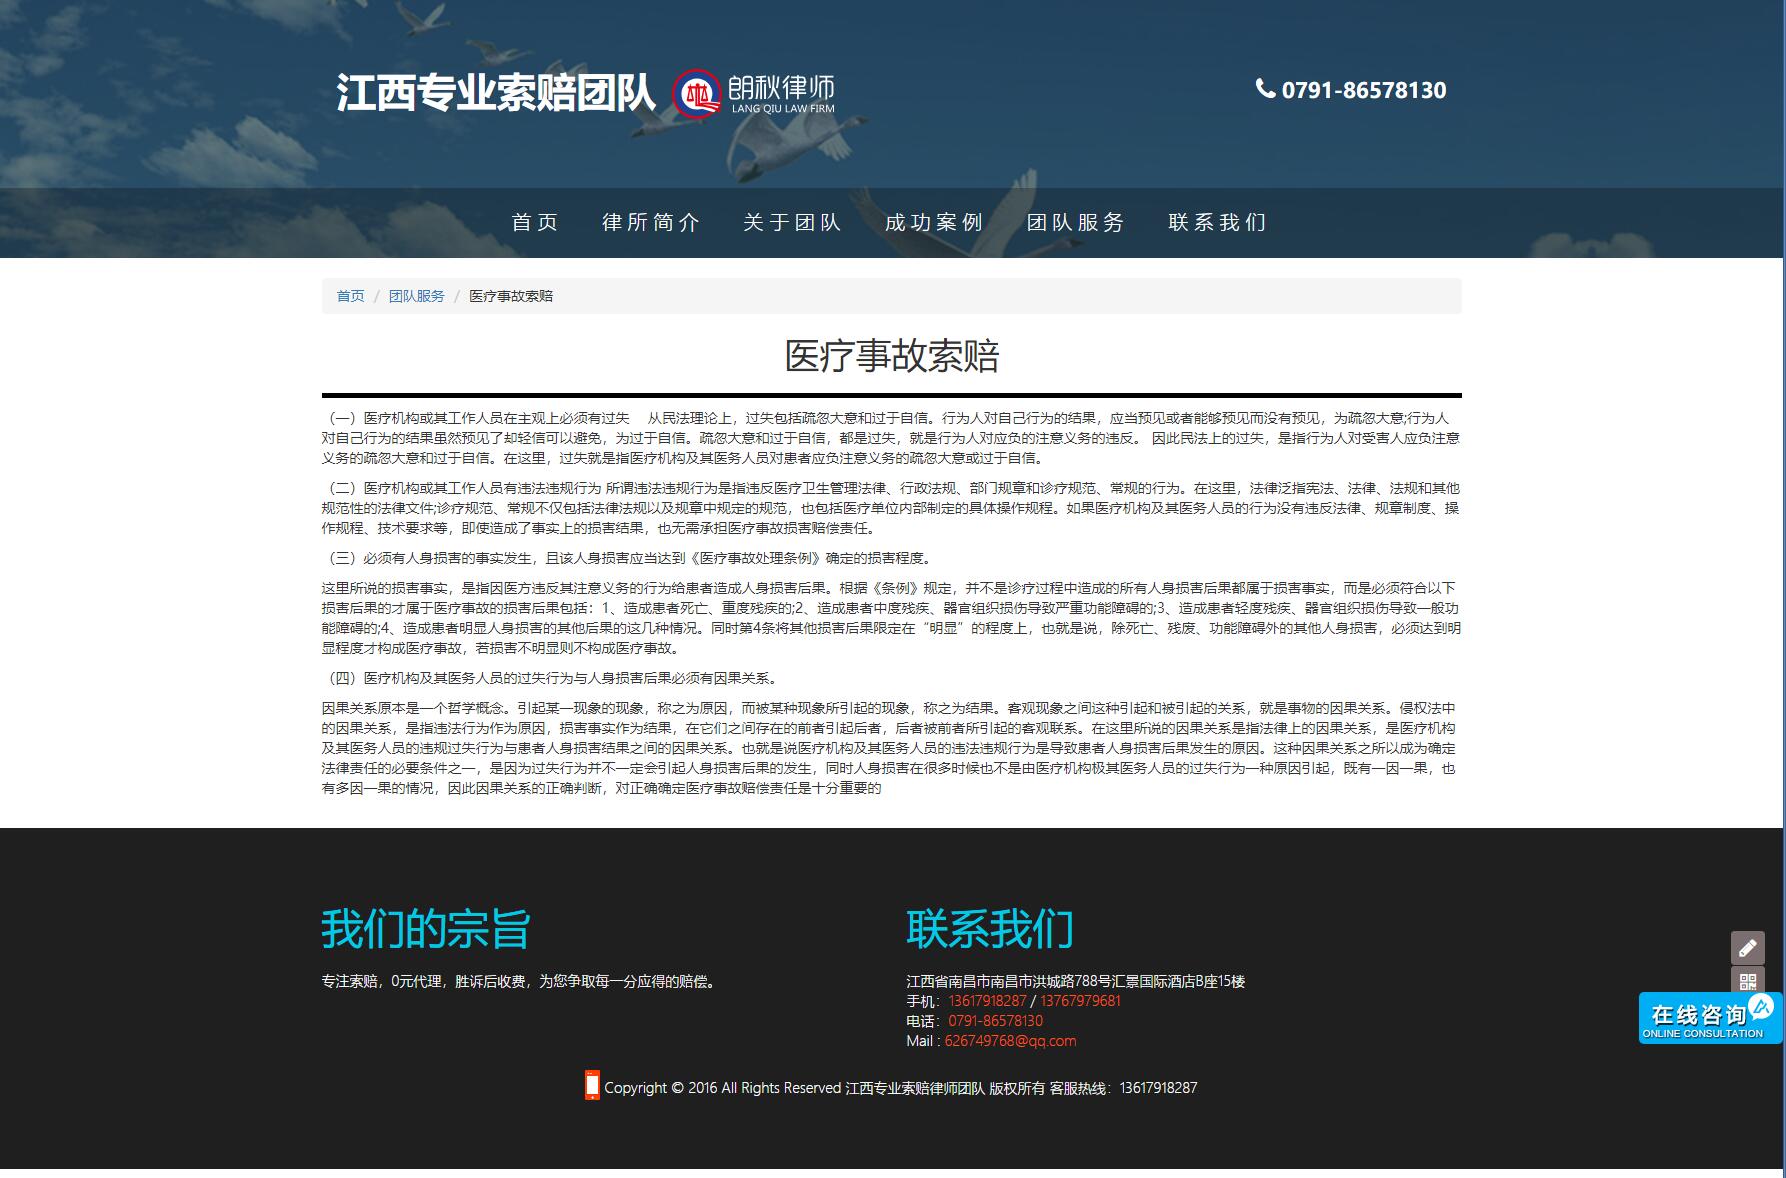 江西专业索赔团队
朗秋律师
LANG QIU LAW FIRM
0791-86578130
首页 律所简介 关于团队 成功案例 团队服务 联系我们
首页 / 团队服务 / 医疗事故索赔
医疗事故索赔
（一）医疗机构或其工作人员在主观上必须有过失 从民法理论上，过失包括疏忽大意和过于自信。行为人对自己行为的结果，应当预见或者能够预见而没有预见，为疏忽大意;行为人
对自己行为的结果虽然预见了却轻信可以避免，为过于自信。疏忽大意和过于自信，都是过失，就是行为人对应负的注意义务的违反。 因此民法上的过失，是指行为人对受害人应负注意
义务的疏忽大意和过于自信。在这里，过失就是指医疗机构及其医务人员对患者应负注意义务的疏忽大意或过于自信。
（二）医疗机构或其工作人员有违法违规行为 所谓违法违规行为是指违反医疗卫生管理法律、行政法规、部门规章和诊疗规范、常规的行为。在这里，法律泛指宪法、法律、法规和其他
规范性的法律文件;诊疗规范、常规不仅包括法律法规以及规章中规定的规范，也包括医疗单位内部制定的具体操作规程。如果医疗机构及其医务人员的行为没有违反法律、规章制度、操
作规程、技术要求等，即使造成了事实上的损害结果，也无需承担医疗事故损害赔偿责任。
（三）必须有人身损害的事实发生，且该人身损害应当达到《医疗事故处理条例》确定的损害程度。
这里所说的损害事实，是指因医方违反其注意义务的行为给患者造成人身损害后果。根据《条例》规定，并不是诊疗过程中造成的所有人身损害后果都属于损害事实，而是必须符合以下
损害后果的才属于医疗事故的损害后果包括：1、造成患者死亡、重度残疾的;2、造成患者中度残疾、器官组织损伤导致严重功能障碍的;3、造成患者轻度残疾、器官组织损伤导致一般功
能障碍的;4、造成患者明显人身损害的其他后果的这几种情况。同时第4条将其他损害后果限定在“明显”的程度上，也就是说，除死亡、残废、功能障碍外的其他人身损害，必须达到明
显程度才构成医疗事故，若损害不明显则不构成医疗事故。
（四）医疗机构及其医务人员的过失行为与人身损害后果必须有因果关系。
因果关系原本是一个哲学概念。引起某一现象的现象，称之为原因，而被某种现象所引起的现象，称之为结果。客观现象之间这种引起和被引起的关系，就是事物的因果关系。侵权法中
的因果关系，是指违法行为作为原因，损害事实作为结果，在它们之间存在的前者引起后者，后者被前者所引起的客观联系。在这里所说的因果关系是指法律上的因果关系，是医疗机构
及其医务人员的违规过失行为与患者人身损害结果之间的因果关系。也就是说医疗机构及其医务人员的违法违规行为是导致患者人身损害后果发生的原因。这种因果关系之所以成为确定
法律责任的必要条件之一，是因为过失行为并不一定会引起人身损害后果的发生，同时人身损害在很多时候也不是由医疗机构极其医务人员的过失行为一种原因引起，既有一因一果，也
有多因一果的情况，因此因果关系的正确判断，对正确确定医疗事故赔偿责任是十分重要的
我们的宗旨
专注索赔，0元代理，胜诉后收费，为您争取每一分应得的赔偿。
联系我们
江西省南昌市南昌市洪城路788号汇景国际酒店B座15楼
手机：13617918287 / 13767979681
电话：0791-86578130
Mail : 626749768@qq.com
在线咨询
ONLINE CONSULTATION
Copyright © 2016 All Rights Reserved 江西专业索赔律师团队 版权所有 客服热线：13617918287